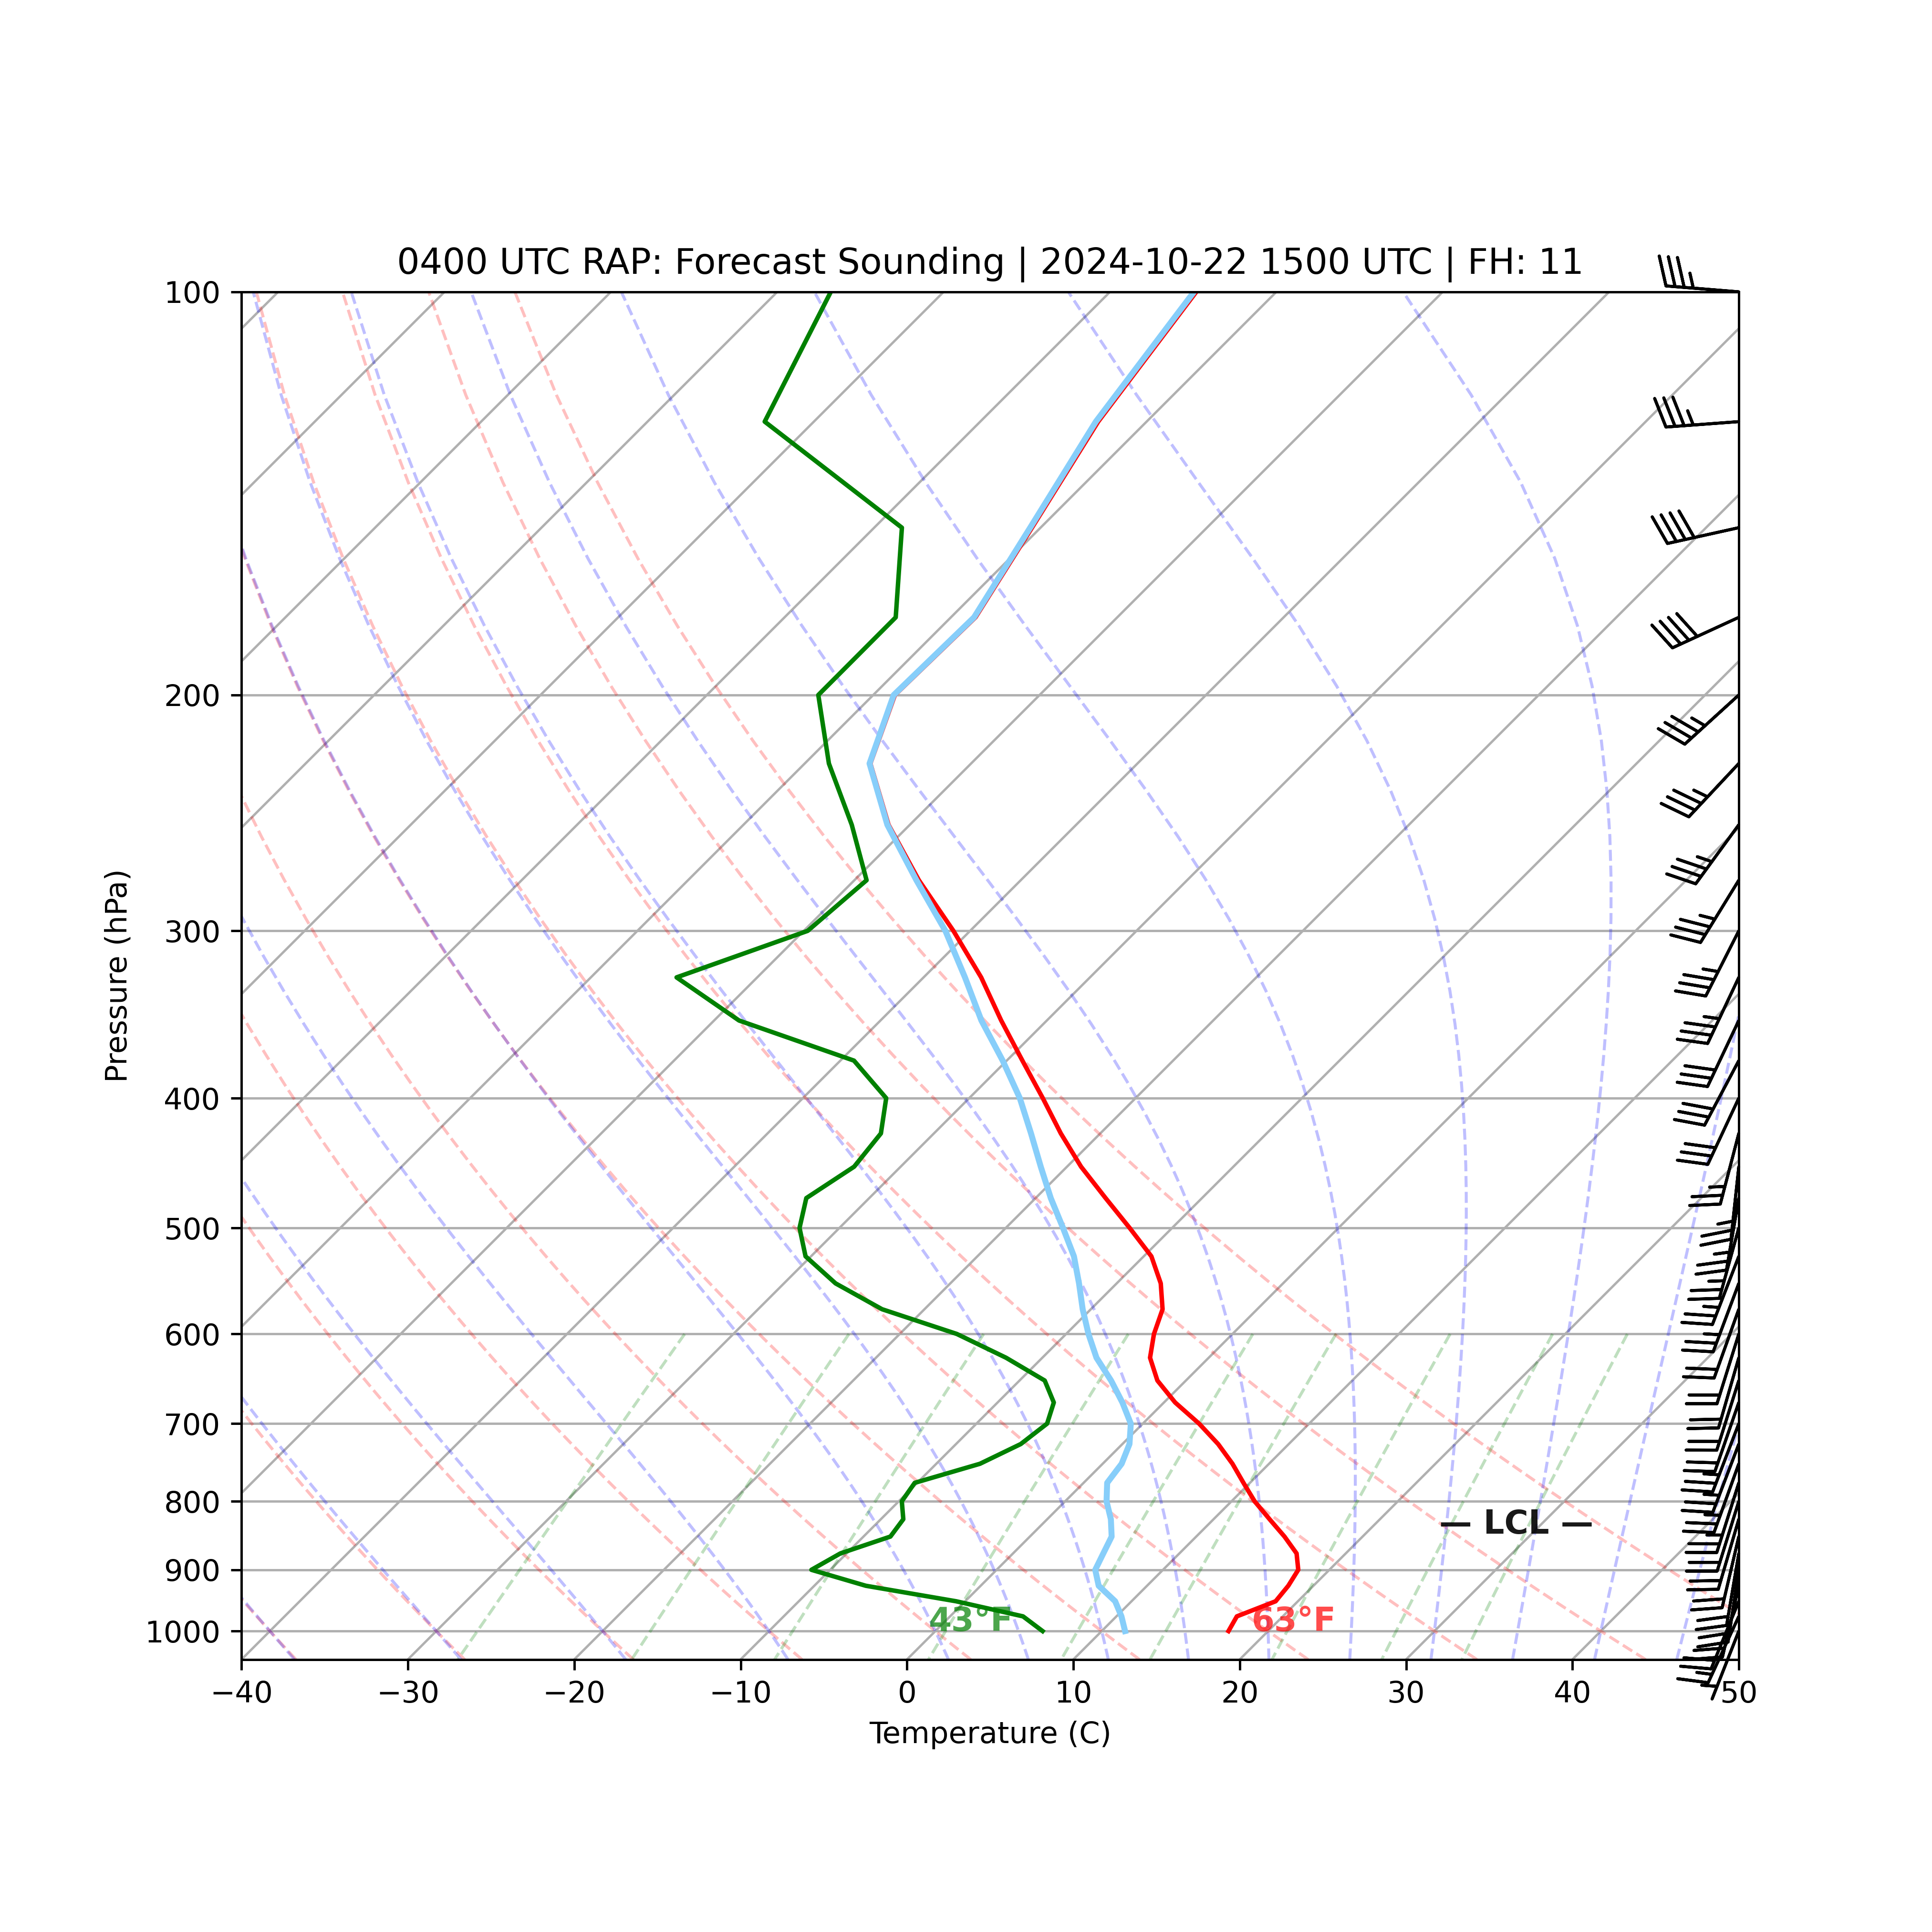 0400 UTC RAP: Forecast Sounding | 2024-10-22 1500 UTC | FH: 11
100
200
300
400
500
600
700
800
900
1000
Pressure (hPa)
— LCL —
43°F
63°F
−40 −30 −20 −10 0 10 20 30 40 50
Temperature (C)